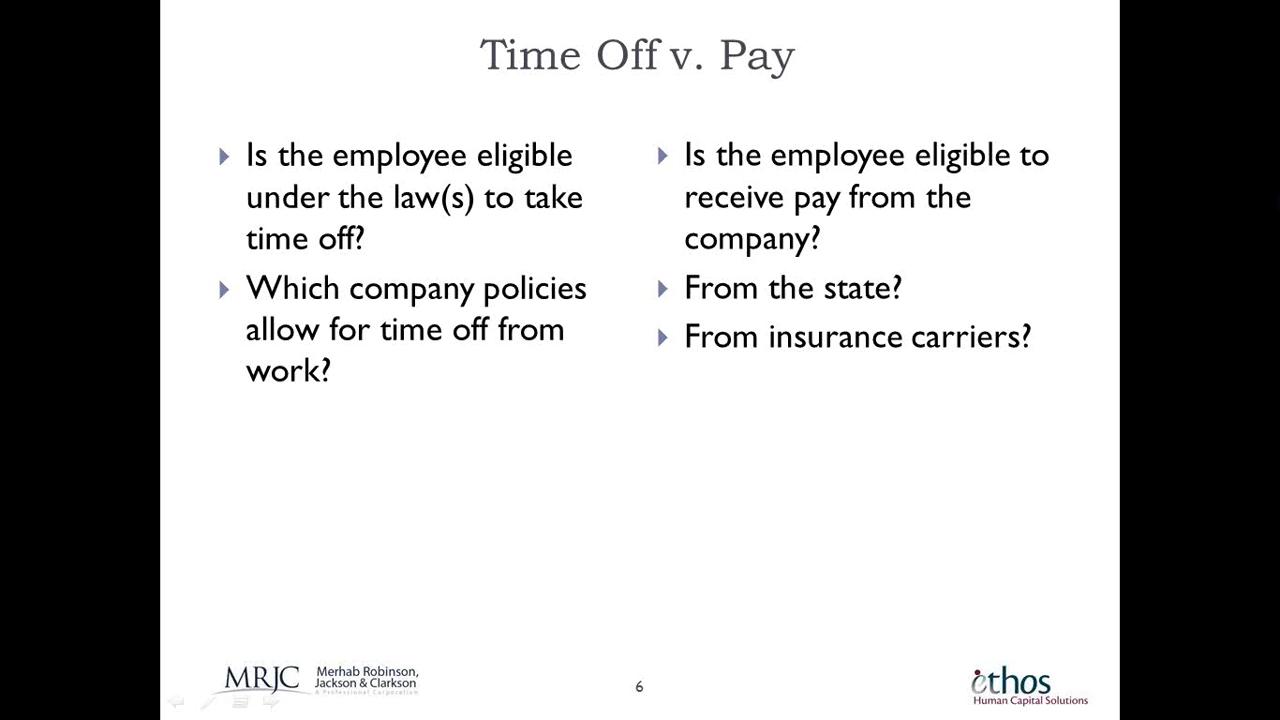 Time Off v. Pay
Is the employee eligible
under the law(s) to take
time off?
Which company policies
allow for time off from
work?
Is the employee eligible to
receive pay from the
company?
From the state?
From insurance carriers?
MRJC
Merhab Robinson,
Jackson & Clarkson
A Professional Corporation
6
ethos
Human Capital Solutions